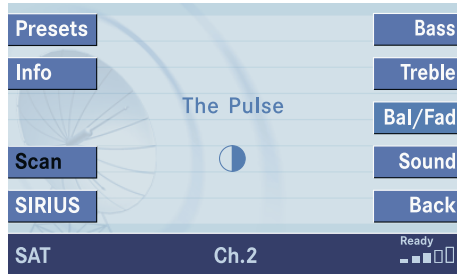 Presets
Bass
Info
Treble
The Pulse
Bal/Fad
Scan
Sound
SIRIUS
Back
SAT
Ch.2
Ready